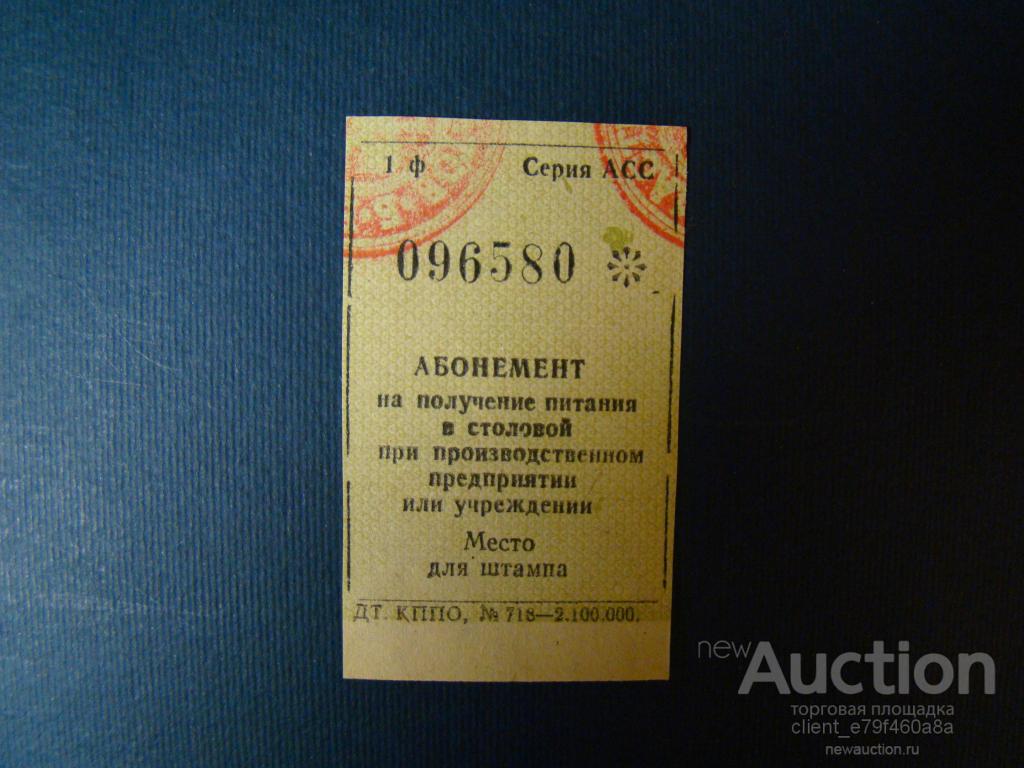 1 ф Серия АСС
096580
АБОНЕМЕНТ
на получение питания
в столовой
при производственном
предприятии
или учреждении
Место
для штампа
ДТ. КППО, № 718—2.100.000.
newAuction
торговая площадка
client_e79f460a8a
newauction.ru